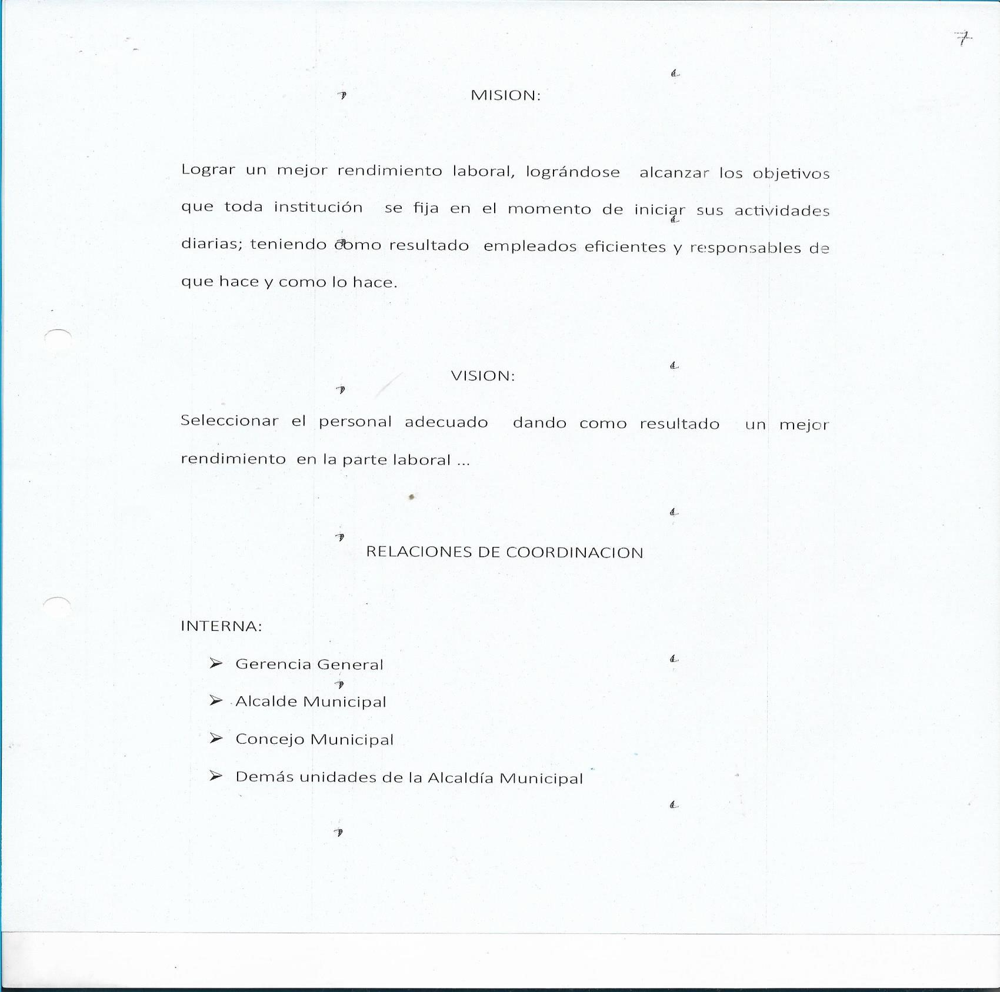 7
MISION:
Lograr un mejor rendimiento laboral, lográndose alcanzar los objetivos
que toda institución se fija en el momento de iniciar sus actividades
diarias; teniendo como resultado empleados eficientes y responsables de
que hace y como lo hace.
VISION:
Seleccionar el personal adecuado dando como resultado un mejor
rendimiento en la parte laboral ...
RELACIONES DE COORDINACION
INTERNA:
➢ Gerencia General
➢ Alcalde Municipal
➢ Concejo Municipal
➢ Demás unidades de la Alcaldía Municipal